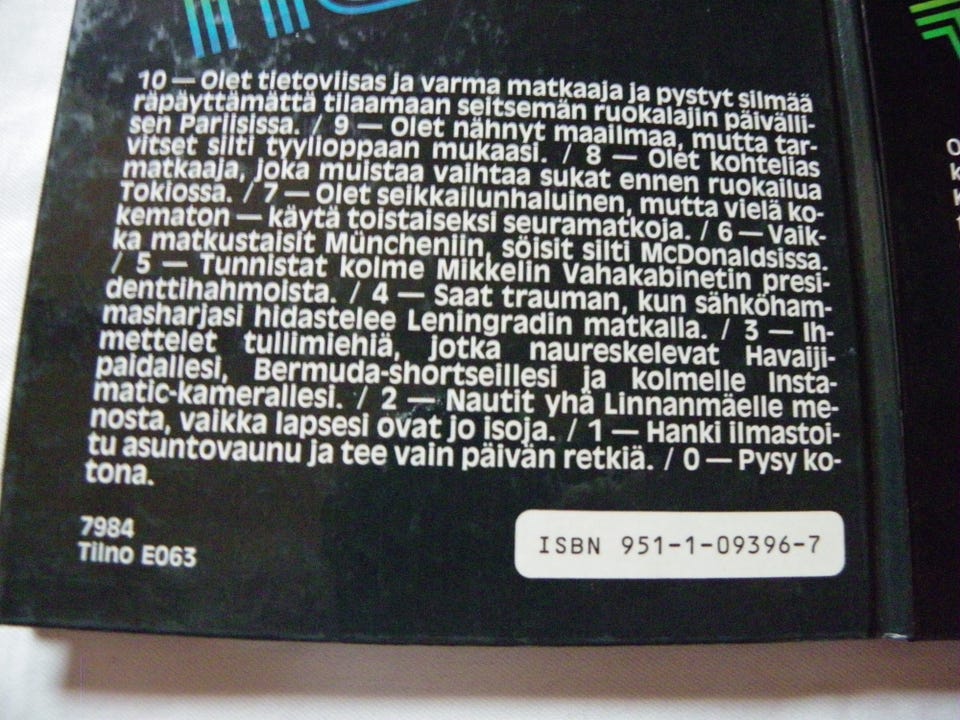 10 — Olet tietoviisas ja varma matkaaja ja pystyt silmää
räpäyttämättä tilaamaan seitsemän ruokalajin päivälli-
sen Pariisissa. / 9 — Olet nähnyt maailmaa, mutta tar-
vitset silti tyylioppaan mukaasi. / 8 — Olet kohtelias
matkaaja, joka muistaa vaihtaa sukat ennen ruokailua
Tokiossa. / 7 — Olet seikkailunhaluinen, mutta vielä ko-
kematon — käytä toistaiseksi seuramatkoja. / 6 — Vaik-
ka matkustaisit Müncheniin, söisit silti McDonaldsissa.
/ 5 — Tunnistat kolme Mikkelin Vahakabinetin presi-
denttihahmoista. / 4 — Saat trauman, kun sähköham-
masharjasi hidastelee Leningradin matkalla. / 3 — Ih-
mettelet tullimiehiä, jotka naureskelevat Havaiji-
paidallesi, Bermuda-shortseillesi ja kolmelle Insta-
matic-kamerallesi. / 2 — Nautit yhä Linnanmäelle me-
nosta, vaikka lapsesi ovat jo isoja. / 1 — Hanki ilmastoi-
tu asuntovaunu ja tee vain päivän retkiä. / 0 — Pysy ko-
tona.
7984
Tilno E063
ISBN 951-1-09396-7